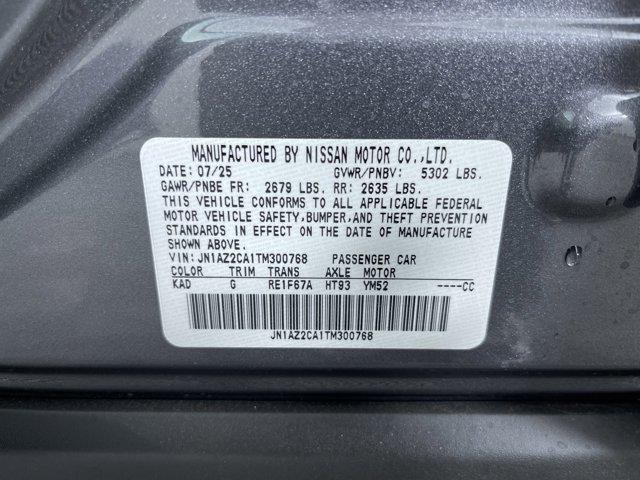 MANUFACTURED BY NISSAN MOTOR CO.,LTD.
DATE: 07/25 GVWR/PNBV: 5302 LBS.
GAWR/PNBE FR: 2679 LBS. RR: 2635 LBS.
THIS VEHICLE CONFORMS TO ALL APPLICABLE FEDERAL
MOTOR VEHICLE SAFETY,BUMPER,AND THEFT PREVENTION
STANDARDS IN EFFECT ON THE DATE OF MANUFACTURE
SHOWN ABOVE.
VIN: JN1AZ2CA1TM300768 PASSENGER CAR
COLOR TRIM TRANS AXLE MOTOR
KAD G RE1F67A HT93 YM52 ----CC
JN1AZ2CA1TM300768